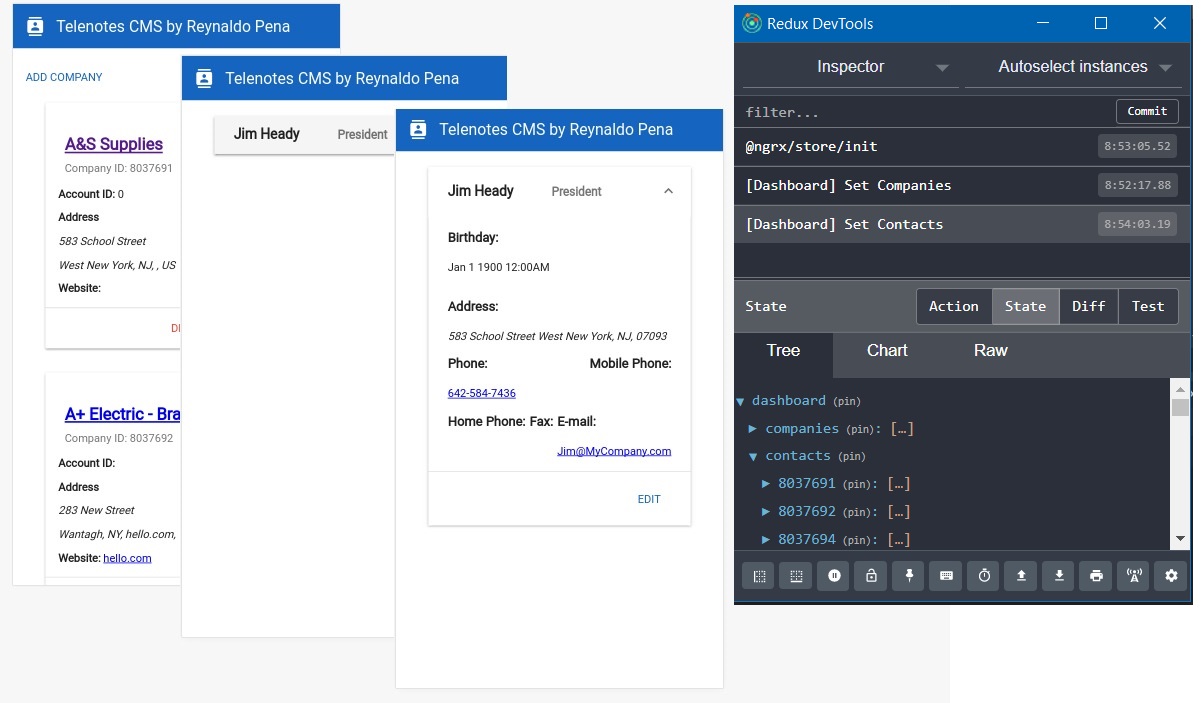 Telenotes CMS by Reynaldo Pena
ADD COMPANY
A&S Supplies
Company ID: 8037691
Account ID: 0
Address
583 School Street
West New York, NJ, , US
Website:
DI
A+ Electric - Bra
Company ID: 8037692
Account ID:
Address
283 New Street
Wantagh, NY, hello.com,
Website: hello.com
Telenotes CMS by Reynaldo Pena
Jim Heady President
Telenotes CMS by Reynaldo Pena
Jim Heady President
Birthday:
Jan 1 1900 12:00AM
Address:
583 School Street West New York, NJ, 07093
Phone: Mobile Phone:
642-584-7436
Home Phone: Fax: E-mail:
Jim@MyCompany.com
EDIT
Redux DevTools
Inspector Autoselect instances
filter... Commit
@ngrx/store/init 8:53:05.52
[Dashboard] Set Companies 8:52:17.88
[Dashboard] Set Contacts 8:54:03.19
State Action State Diff Test
Tree Chart Raw
dashboard (pin)
companies (pin): […]
contacts (pin)
8037691 (pin): […]
8037692 (pin): […]
8037694 (pin): […]